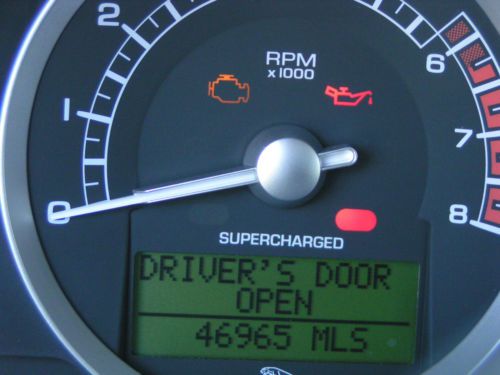 2
1
0
6
7
8
RPM
x1000
SUPERCHARGED
DRIVER'S DOOR
OPEN
46965 MLS